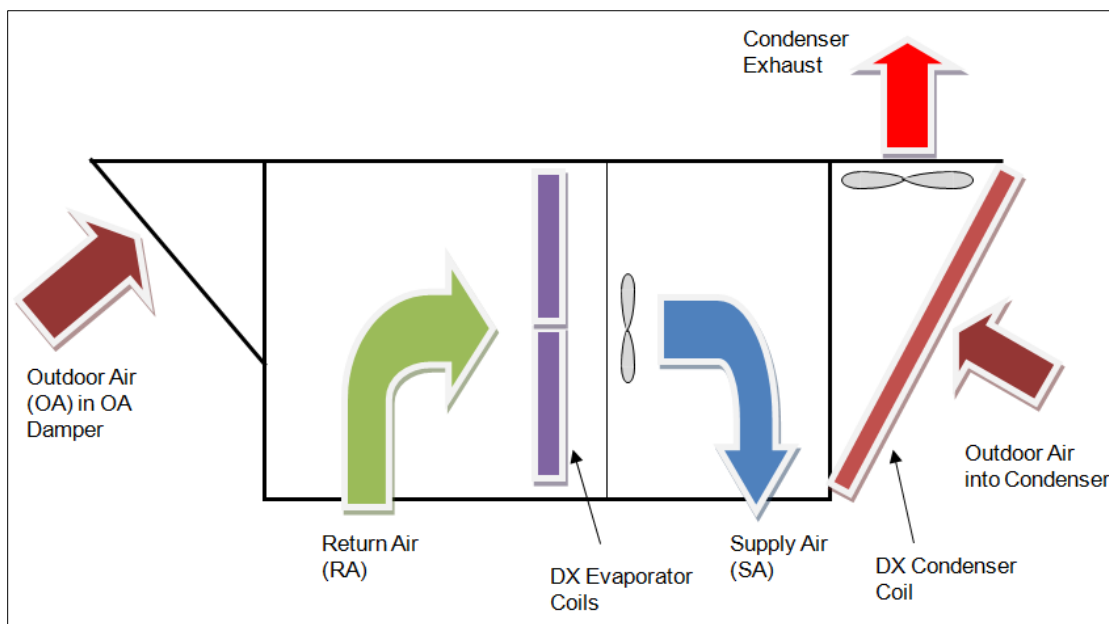 Condenser
Exhaust
Outdoor Air
(OA) in OA
Damper
Outdoor Air
into Condenser
Return Air
(RA)
DX Evaporator
Coils
Supply Air
(SA)
DX Condenser
Coil